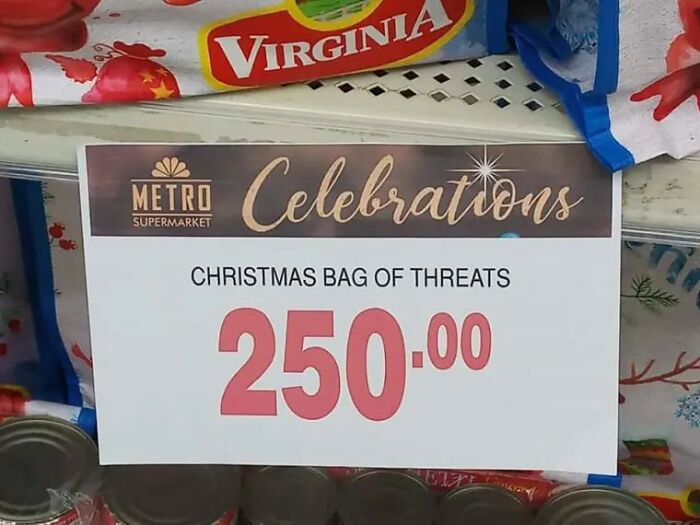 VIRGINIA
METRO
SUPERMARKET
Celebrations
CHRISTMAS BAG OF THREATS
250.00